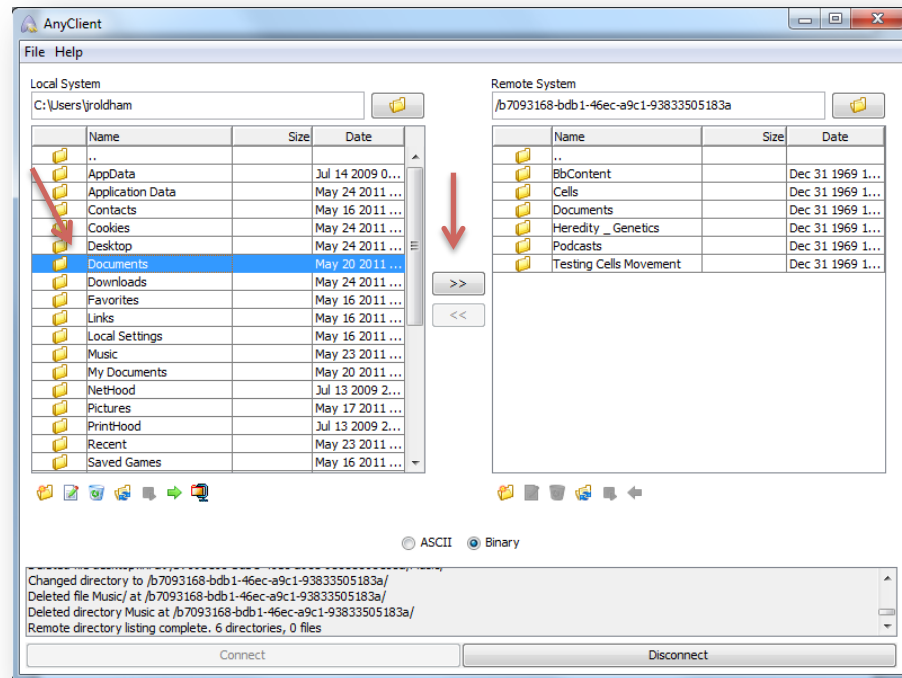 AnyClient
File Help
Local System
C:\Users\jroldham
Name Size Date
..
AppData Jul 14 2009 0...
Application Data May 24 2011 ...
Contacts May 16 2011 ...
Cookies May 24 2011 ...
Desktop May 24 2011 ...
Documents May 20 2011 ...
Downloads May 24 2011 ...
Favorites May 16 2011 ...
Links May 16 2011 ...
Local Settings May 16 2011 ...
Music May 23 2011 ...
My Documents May 20 2011 ...
NetHood Jul 13 2009 2...
Pictures May 17 2011 ...
PrintHood Jul 13 2009 2...
Recent May 23 2011 ...
Saved Games May 16 2011 ...
>>
<<
Remote System
/b7093168-bdb1-46ec-a9c1-93833505183a
Name Size Date
..
BbContent Dec 31 1969 1...
Cells Dec 31 1969 1...
Documents Dec 31 1969 1...
Heredity _ Genetics Dec 31 1969 1...
Podcasts Dec 31 1969 1...
Testing Cells Movement Dec 31 1969 1...
ASCII Binary
Changed directory to /b7093168-bdb1-46ec-a9c1-93833505183a/
Deleted file Music/ at /b7093168-bdb1-46ec-a9c1-93833505183a/
Deleted directory Music at /b7093168-bdb1-46ec-a9c1-93833505183a/
Remote directory listing complete. 6 directories, 0 files
Connect Disconnect